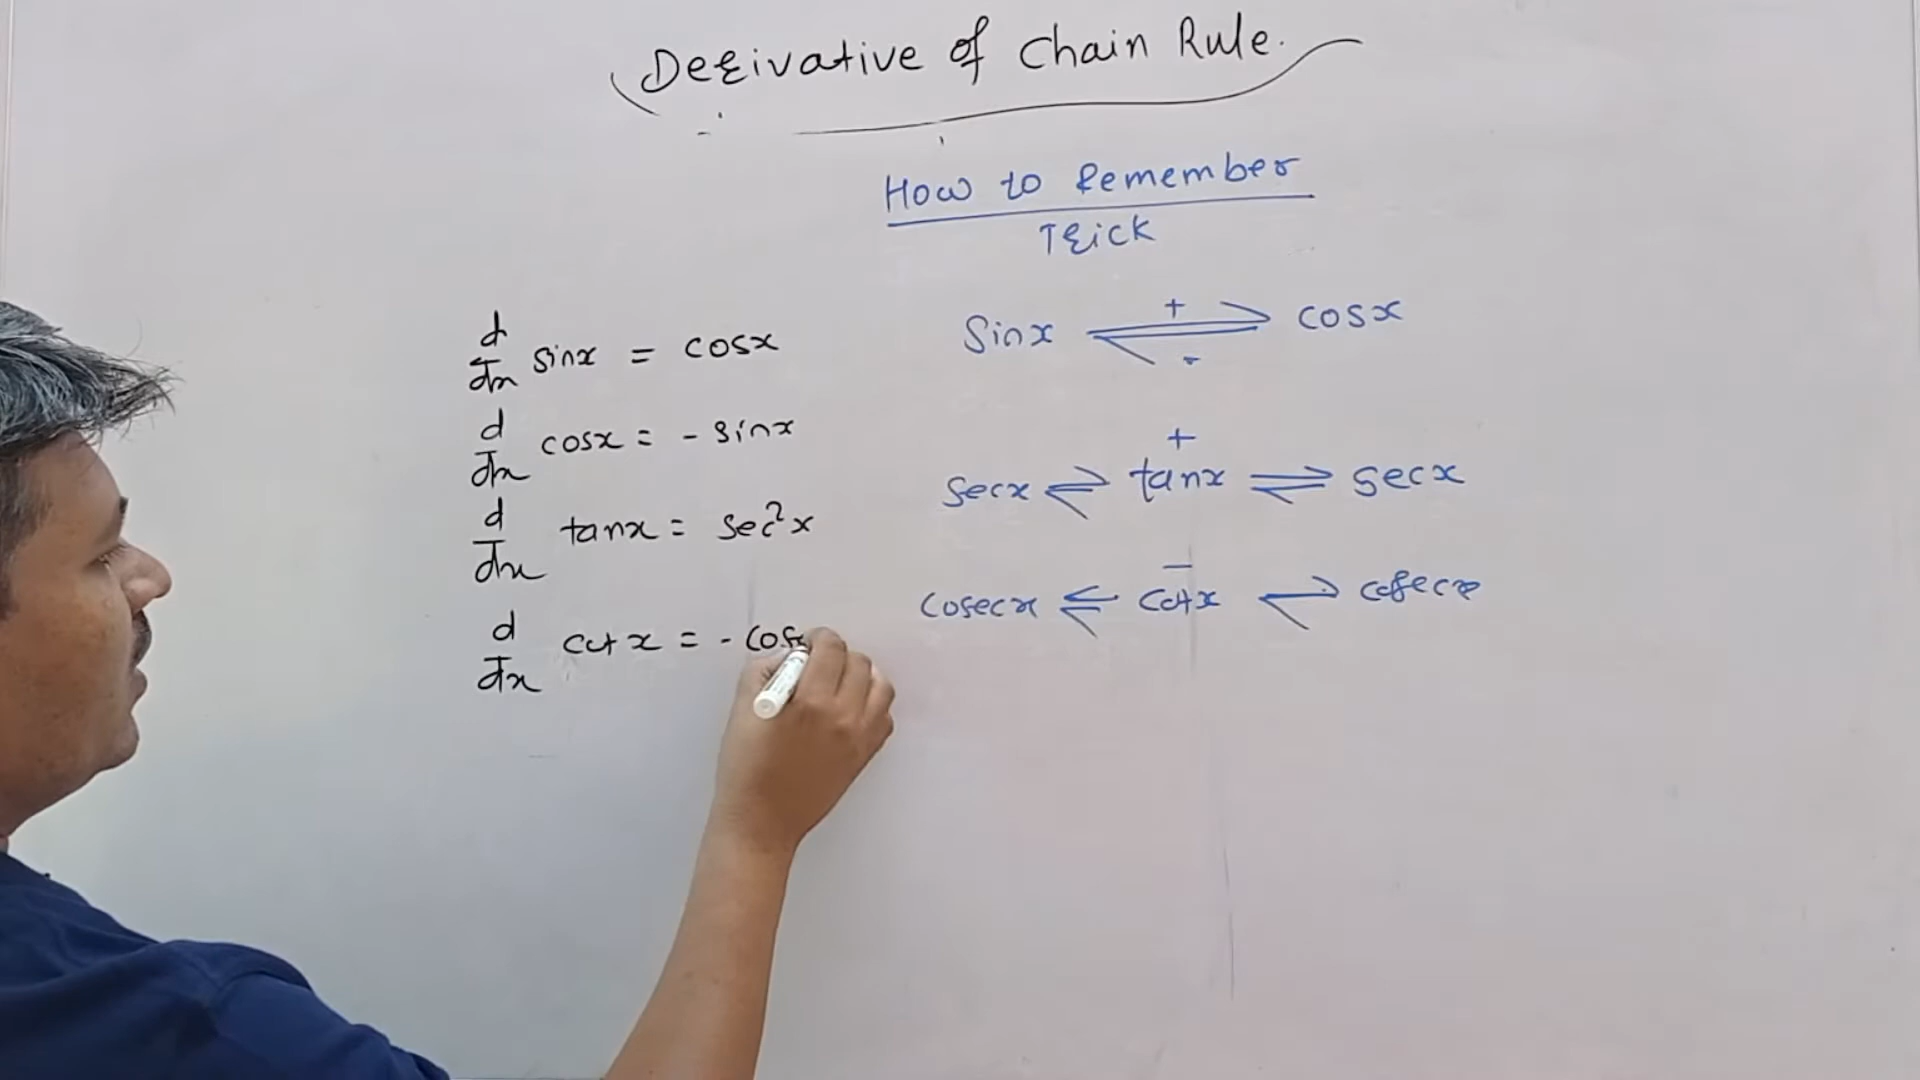 Derivative of Chain Rule.
How to Remember
Trick
d/dx sinx = cosx
d/dx cosx = - sinx
d/dx tanx = sec²x
d/dx cot x = - cos
Sinx + ⇌ - cosx
+
secx ⇌ tanx ⇌ secx
-
cosecx ⇌ cotx ⇌ cosecx